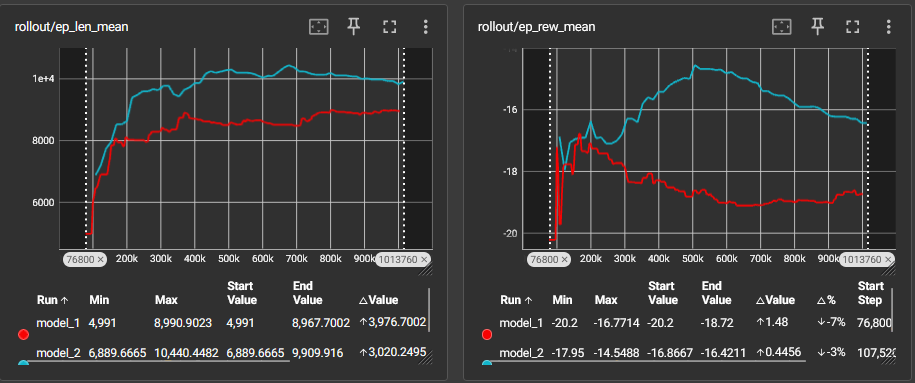 rollout/ep_len_mean
1e+4
8000
6000
76800 ×
200k 300k 400k 500k 600k 700k 800k 900k
1013760 ×
Run ↑ Min Max Start Value End Value △Value
model_1 4,991 8,990.9023 4,991 8,967.7002 ↑3,976.7002
model_2 6,889.6665 10,440.4482 6,889.6665 9,909.916 ↑3,020.2495
rollout/ep_rew_mean
-16
-18
-20
76800 ×
200k 300k 400k 500k 600k 700k 800k 900k
1013760 ×
Run ↑ Min Max Start Value End Value △Value △% Start Step
model_1 -20.2 -16.7714 -20.2 -18.72 ↑1.48 ↓-7% 76,800
model_2 -17.95 -14.5488 -16.8667 -16.4211 ↑0.4456 ↓-3% 107,520